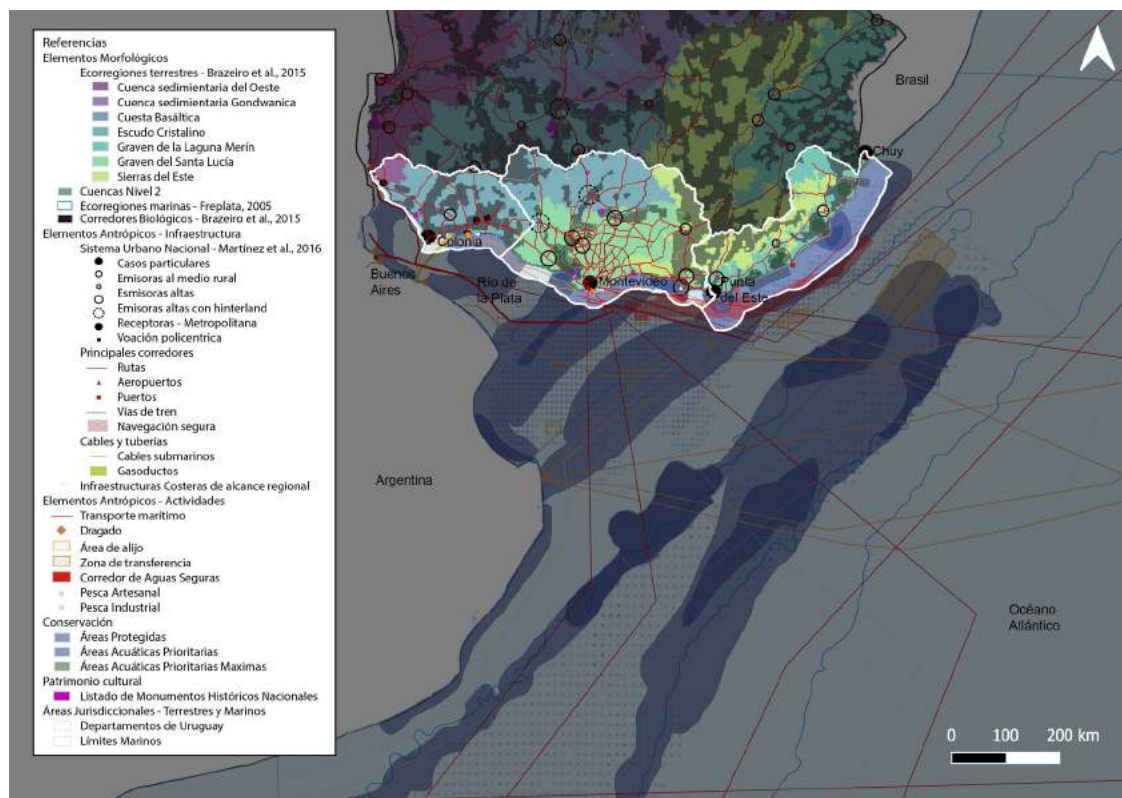 Referencias
Elementos Morfológicos
Ecorregiones terrestres - Brazeiro et al., 2015
Cuenca sedimentaria del Oeste
Cuenca sedimentaria Gondwanica
Cuesta Basáltica
Escudo Cristalino
Graven de la Laguna Merín
Graven del Santa Lucía
Sierras del Este
Cuencas Nivel 2
Ecorregiones marinas - Freplata, 2005
Corredores Biológicos - Brazeiro et al., 2015
Elementos Antrópicos - Infraestructura
Sistema Urbano Nacional - Martínez et al., 2016
Casos particulares
Emisoras al medio rural
Esmisoras altas
Emisoras altas con hinterland
Receptoras - Metropolitana
Voación policentrica
Principales corredores
Rutas
Aeropuertos
Puertos
Vías de tren
Navegación segura
Cables y tuberías
Cables submarinos
Gasoductos
Infraestructuras Costeras de alcance regional
Elementos Antrópicos - Actividades
Transporte marítimo
Dragado
Área de alijo
Zona de transferencia
Corredor de Aguas Seguras
Pesca Artesanal
Pesca Industrial
Conservación
Áreas Protegidas
Áreas Acuáticas Prioritarias
Áreas Acuáticas Prioritarias Maximas
Patrimonio cultural
Listado de Monumentos Históricos Nacionales
Áreas Jurisdiccionales - Terrestres y Marinos
Departamentos de Uruguay
Límites Marinos
Brasil
Chuy
Colonia
Buenos
Aires
Río de
la Plata
Montevideo
Punta
del Este
Argentina
Océano
Atlántico
0 100 200 km